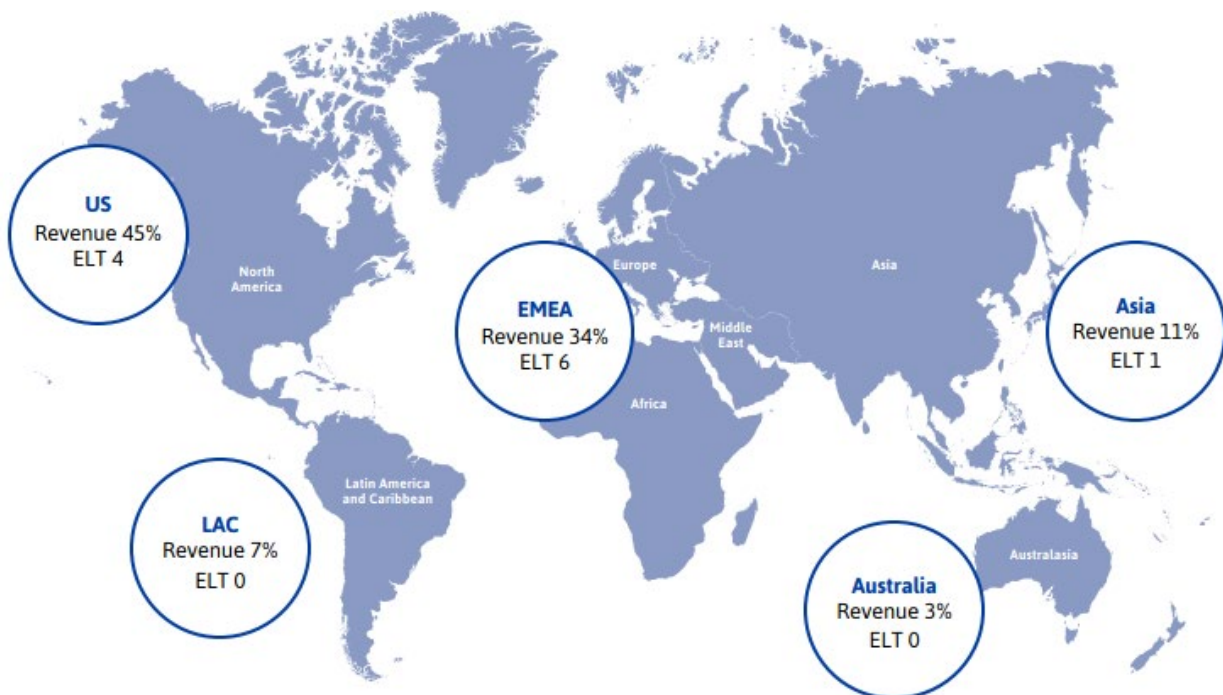 US
Revenue 45%
ELT 4
North
America
Europe
Asia
EMEA
Revenue 34%
ELT 6
Middle
East
Africa
Asia
Revenue 11%
ELT 1
Latin America
and Caribbean
LAC
Revenue 7%
ELT 0
Australasia
Australia
Revenue 3%
ELT 0